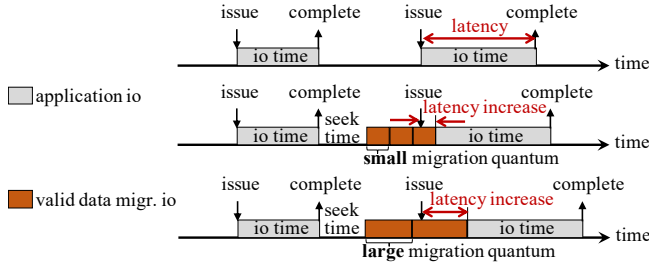 issue complete issue complete
latency
io time io time
time
application io
issue complete issue complete
latency increase
seek
io time time io time
time
small migration quantum
valid data migr. io
issue complete issue complete
latency increase
seek
io time time io time
time
large migration quantum